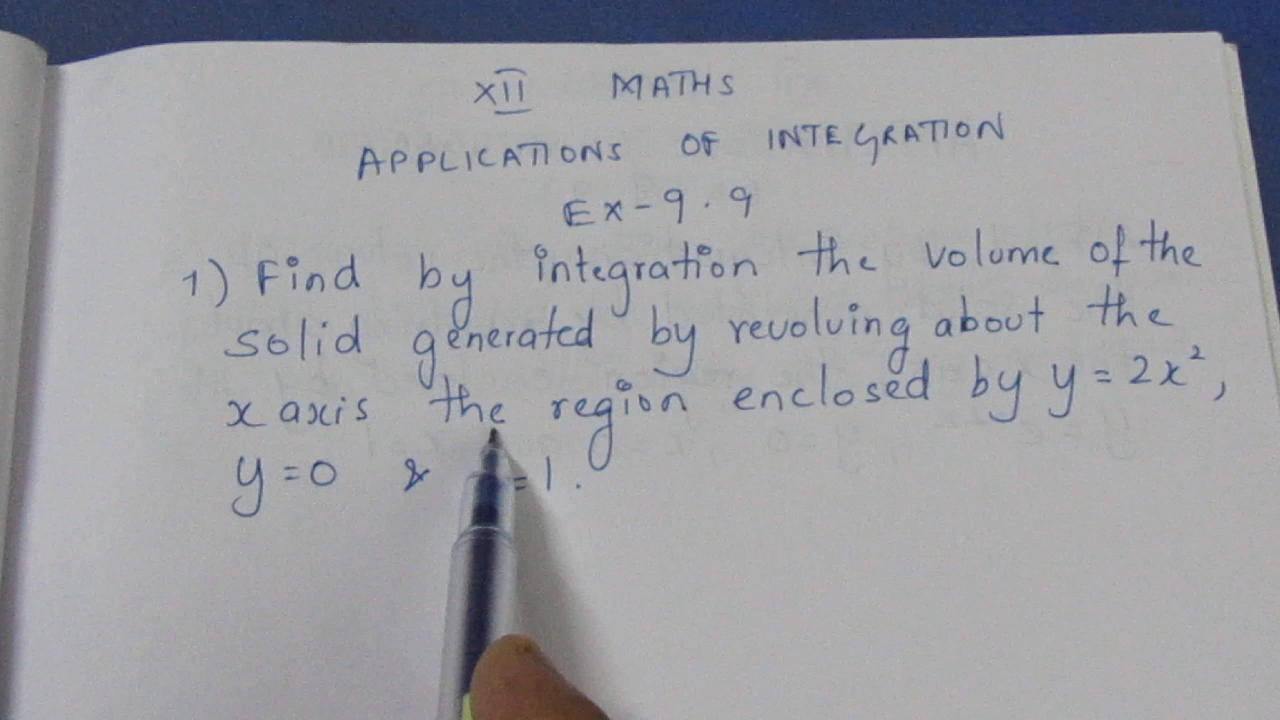 XII MATHS
APPLICATIONS OF INTEGRATION
Ex-9.9
1) Find by integration the volume of the
solid generated by revolving about the
x axis the region enclosed by y = 2x²,
y = 0 & = 1.